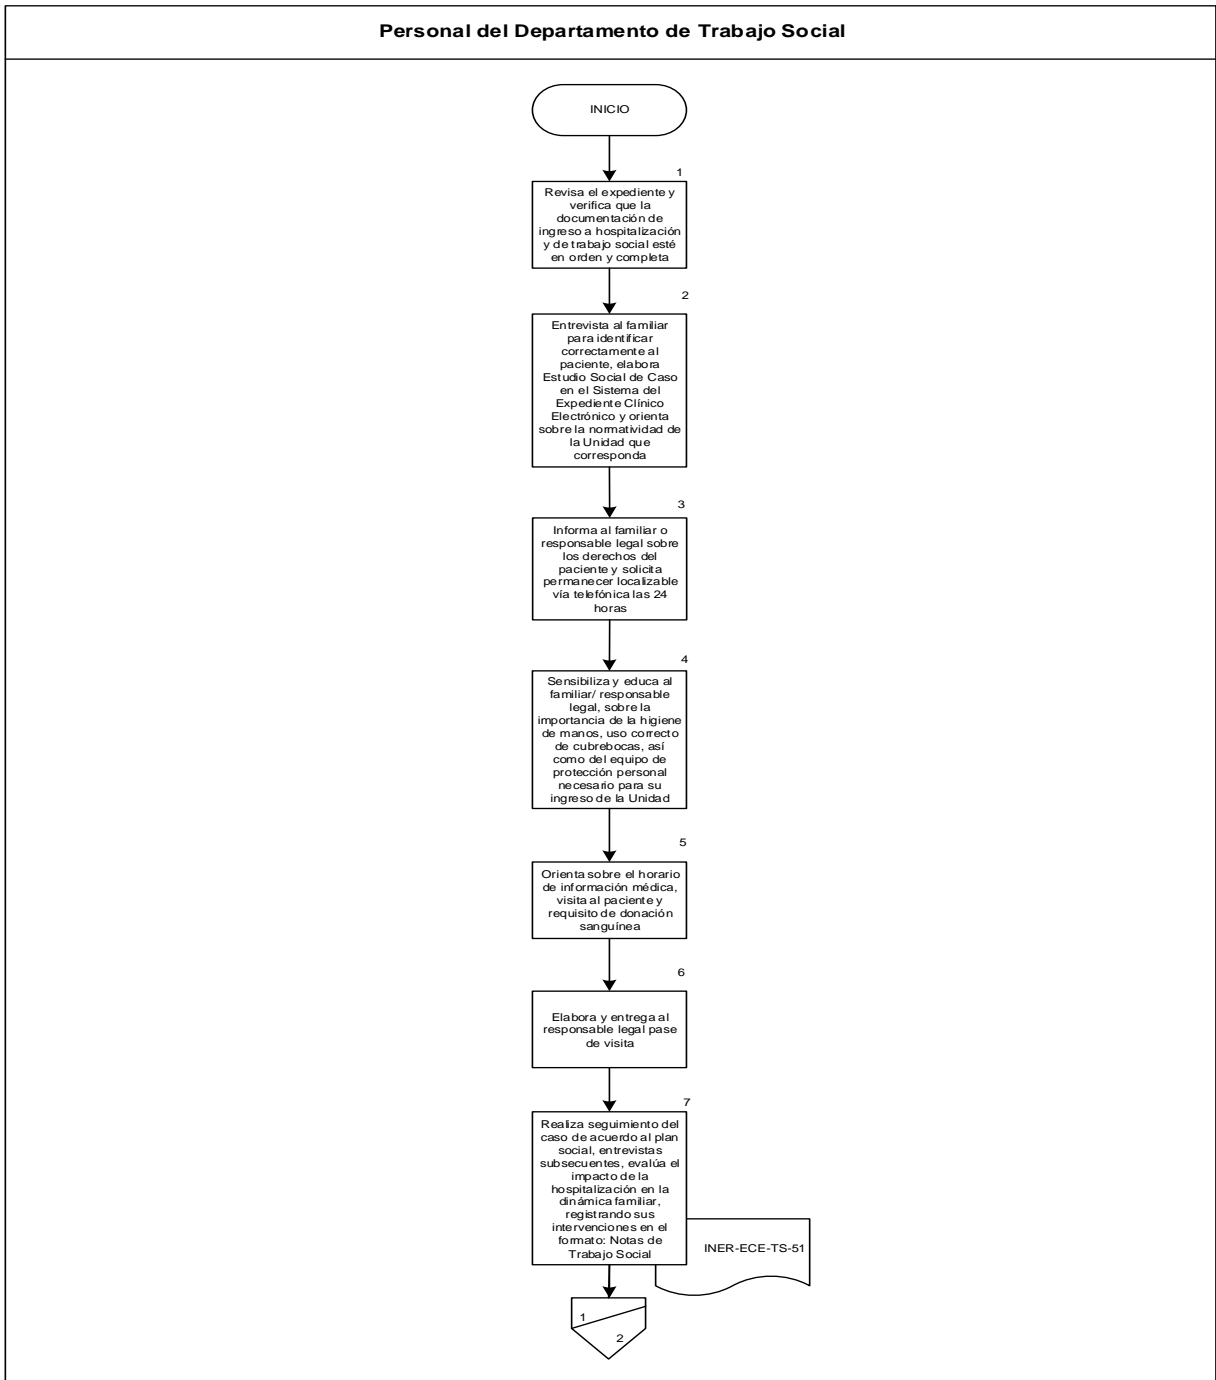 Personal del Departamento de Trabajo Social
INICIO
1
Revisa el expediente y
verifica que la
documentación de
ingreso a hospitalización
y de trabajo social esté
en orden y completa
2
Entrevista al familiar
para identificar
correctamente al
paciente, elabora
Estudio Social de Caso
en el Sistema del
Expediente Clínico
Electrónico y orienta
sobre la normatividad de
la Unidad que
corresponda
3
Informa al familiar o
responsable legal sobre
los derechos del
paciente y solicita
permanecer localizable
vía telefónica las 24
horas
4
Sensibiliza y educa al
familiar/ responsable
legal, sobre la
importancia de la higiene
de manos, uso correcto
de cubrebocas, así
como del equipo de
protección personal
necesario para su
ingreso de la Unidad
5
Orienta sobre el horario
de información médica,
visita al paciente y
requisito de donación
sanguínea
6
Elabora y entrega al
responsable legal pase
de visita
7
Realiza seguimiento del
caso de acuerdo al plan
social, entrevistas
subsecuentes, evalúa el
impacto de la
hospitalización en la
dinámica familiar,
registrando sus
intervenciones en el
formato: Notas de
Trabajo Social
INER-ECE-TS-51
1
2